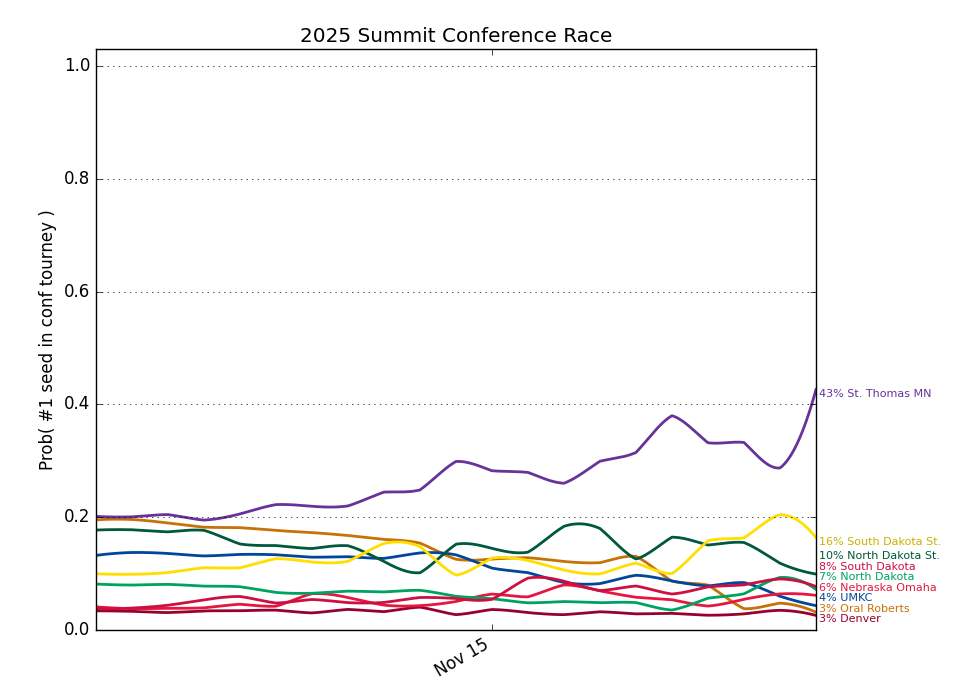 2025 Summit Conference Race
1.0
0.8
0.6
0.4
0.2
0.0
Prob( #1 seed in conf tourney )
Nov 15
43% St. Thomas MN
16% South Dakota St.
10% North Dakota St.
8% South Dakota
7% North Dakota
6% Nebraska Omaha
4% UMKC
3% Oral Roberts
3% Denver